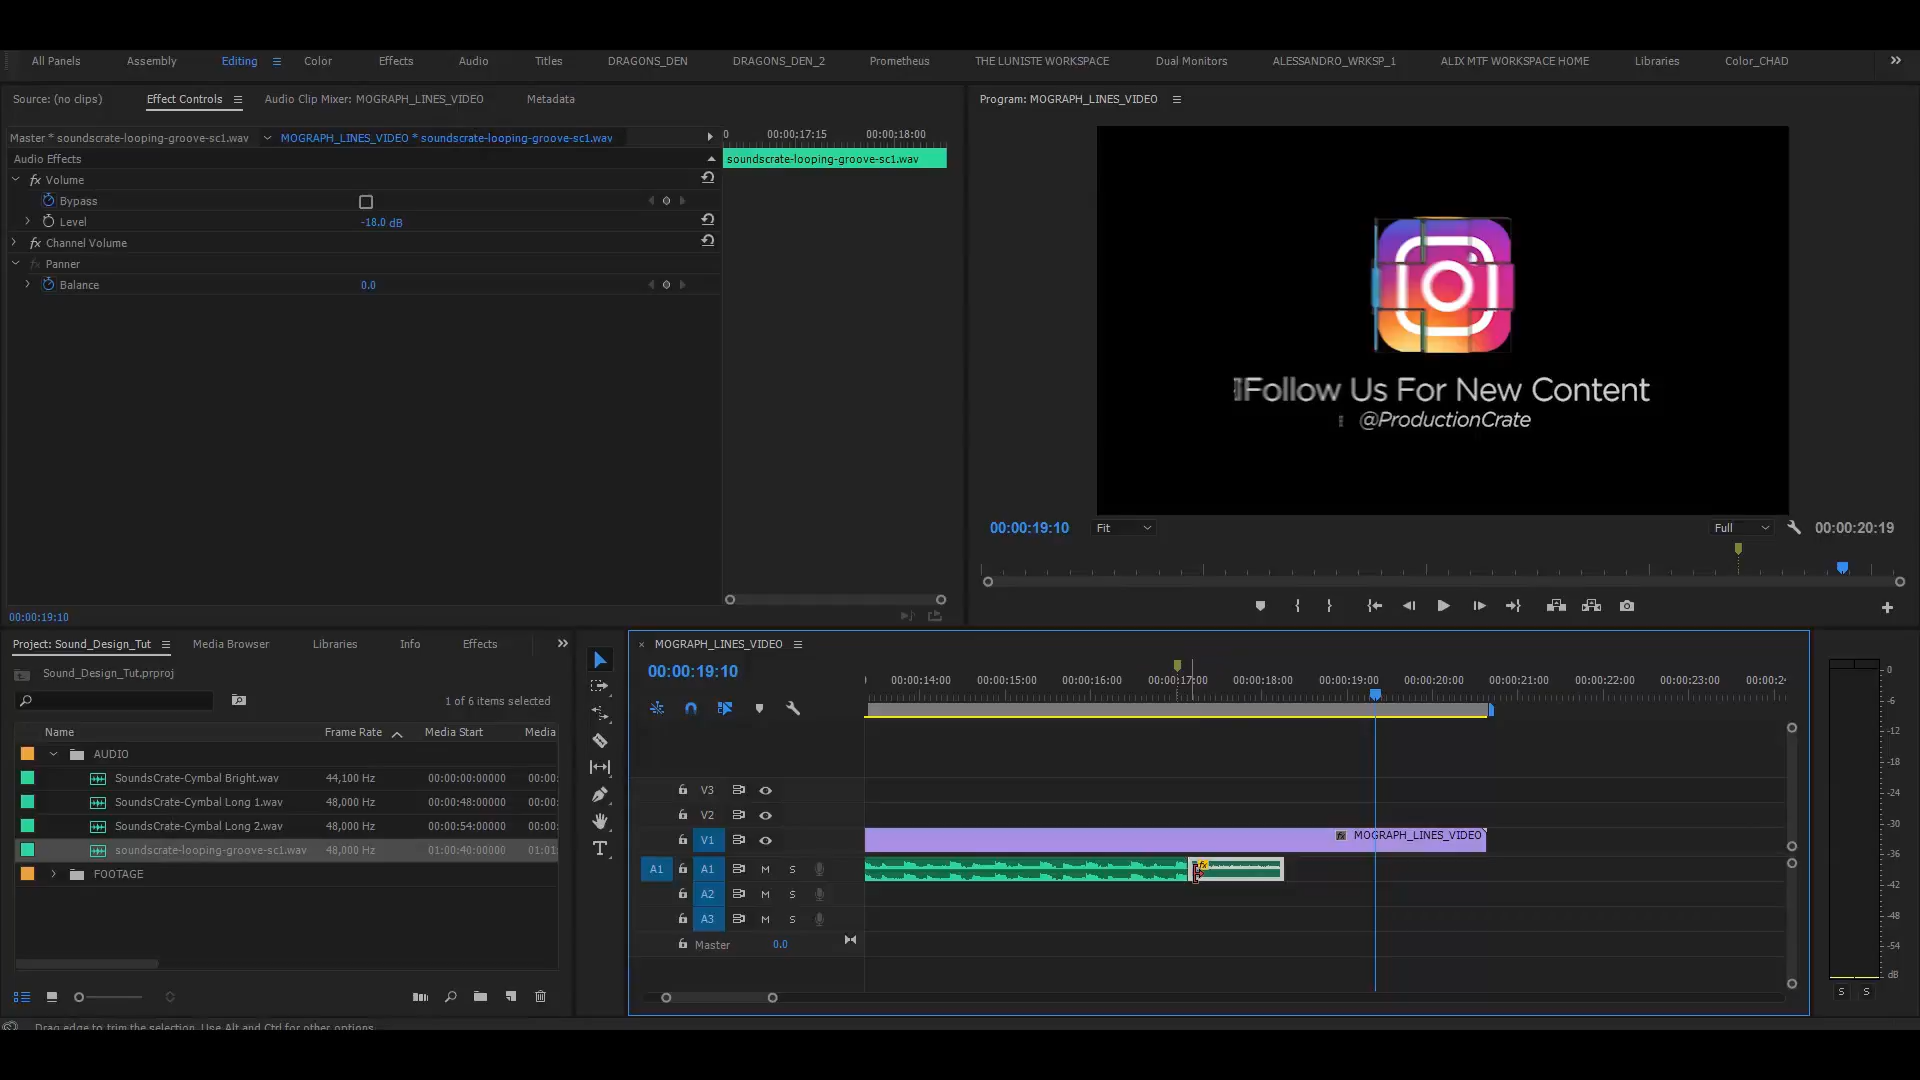 All Panels Assembly Editing Color Effects Audio Titles DRAGONS_DEN DRAGONS_DEN_2 Prometheus THE LUNISTE WORKSPACE Dual Monitors ALESSANDRO_WRKSP_1 ALIX MTF WORKSPACE HOME Libraries Color_CHAD
Source: (no clips) Effect Controls Audio Clip Mixer: MOGRAPH_LINES_VIDEO Metadata
Program: MOGRAPH_LINES_VIDEO
Master * soundscrate-looping-groove-sc1.wav MOGRAPH_LINES_VIDEO * soundscrate-looping-groove-sc1.wav
0 00:00:17:15 00:00:18:00
Audio Effects
soundscrate-looping-groove-sc1.wav
fx Volume
Bypass
Level -18.0 dB
fx Channel Volume
fx Panner
Balance 0.0
Follow Us For New Content
@ProductionCrate
00:00:19:10 Fit Full 00:00:20:19
00:00:19:10
Project: Sound_Design_Tut Media Browser Libraries Info Effects
Sound_Design_Tut.prproj
1 of 6 items selected
Name Frame Rate Media Start Media
AUDIO
SoundsCrate-Cymbal Bright.wav 44,100 Hz 00:00:00:00000 00:00:
SoundsCrate-Cymbal Long 1.wav 48,000 Hz 00:00:48:00000 00:00:
SoundsCrate-Cymbal Long 2.wav 48,000 Hz 00:00:54:00000 00:00:
soundscrate-looping-groove-sc1.wav 48,000 Hz 01:00:40:00000 01:01:
FOOTAGE
MOGRAPH_LINES_VIDEO
00:00:19:10
00:00:14:00 00:00:15:00 00:00:16:00 00:00:17:00 00:00:18:00 00:00:19:00 00:00:20:00 00:00:21:00 00:00:22:00 00:00:23:00 00:00:24
V3
V2
V1 fx MOGRAPH_LINES_VIDEO
A1 A1 M S fx
A2 M S
A3 M S
Master 0.0
0
-6
-12
-18
-24
-30
-36
-42
-48
-54
dB
S S
T
Drag edge to trim the selection. Use Alt and Ctrl for other options.